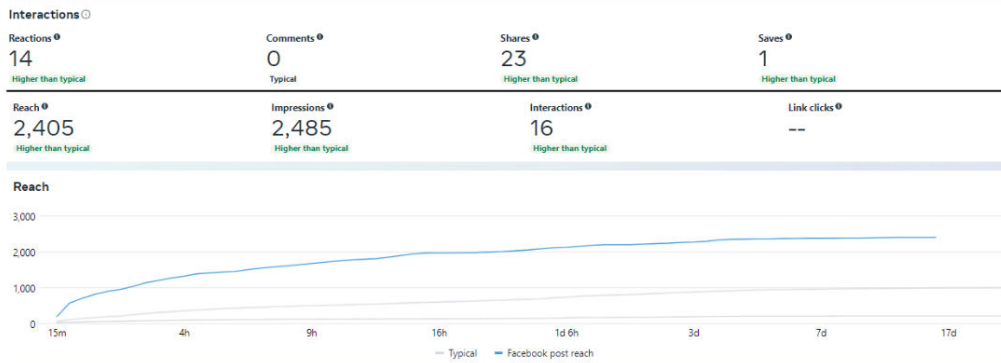 Interactions
Reactions Comments Shares Saves
14 0 23 1
Higher than typical Typical Higher than typical Higher than typical
Reach Impressions Interactions Link clicks
2,405 2,485 16 --
Higher than typical Higher than typical Higher than typical
Reach
3,000
2,000
1,000
0
15m 4h 9h 16h 1d 6h 3d 7d 17d
Typical Facebook post reach